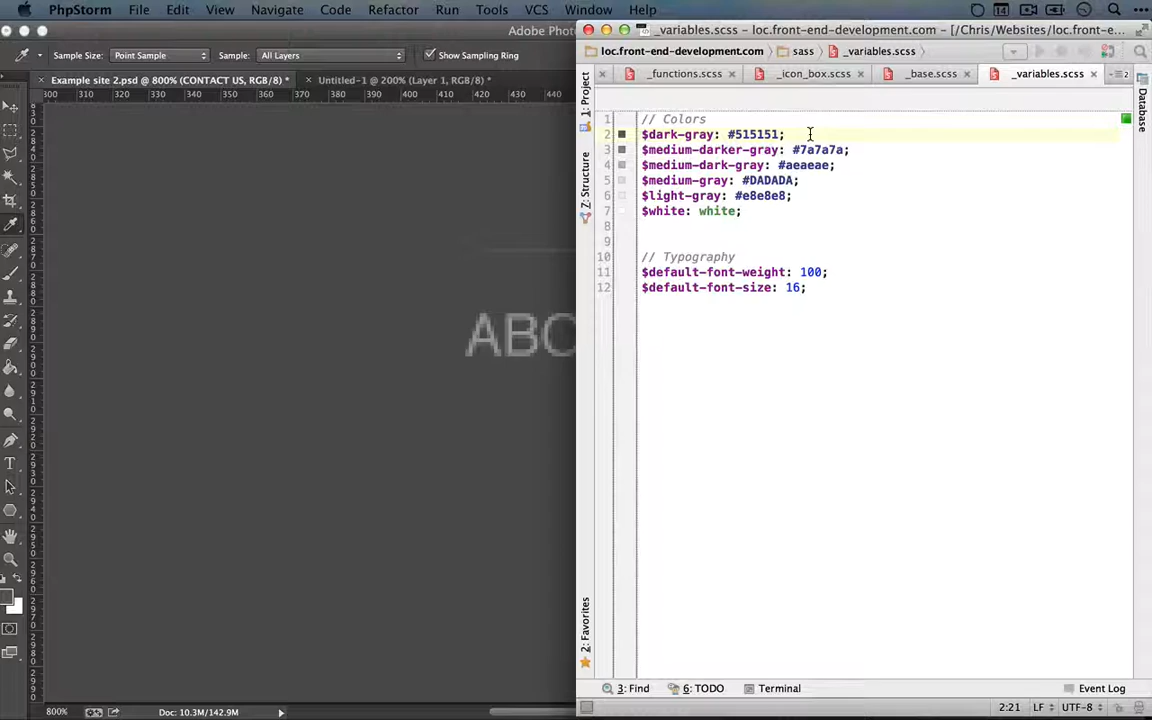 PhpStorm File Edit View Navigate Code Refactor Run Tools VCS Window Help 14
Adobe Phot
_variables.scss - loc.front-end-development.com - [/Chris/Websites/loc.front-e...
Sample Size: Point Sample Sample: All Layers Show Sampling Ring
loc.front-end-development.com sass _variables.scss
Example site 2.psd @ 800% (CONTACT US, RGB/8) * Untitled-1 @ 200% (Layer 1, RGB/8) *
_functions.scss _icon_box.scss _base.scss _variables.scss
300 310 320 330 340 350 360 370 380 390 400 410 420 430 440
1: Project
Z: Structure
2: Favorites
Database
1 // Colors
2 $dark-gray: #515151;
3 $medium-darker-gray: #7a7a7a;
4 $medium-dark-gray: #aeaeae;
5 $medium-gray: #DADADA;
6 $light-gray: #e8e8e8;
7 $white: white;
8
9
10 // Typography
11 $default-font-weight: 100;
12 $default-font-size: 16;
ABC
3: Find 6: TODO Terminal Event Log
800% Doc: 10.3M/142.9M
2:21 LF UTF-8